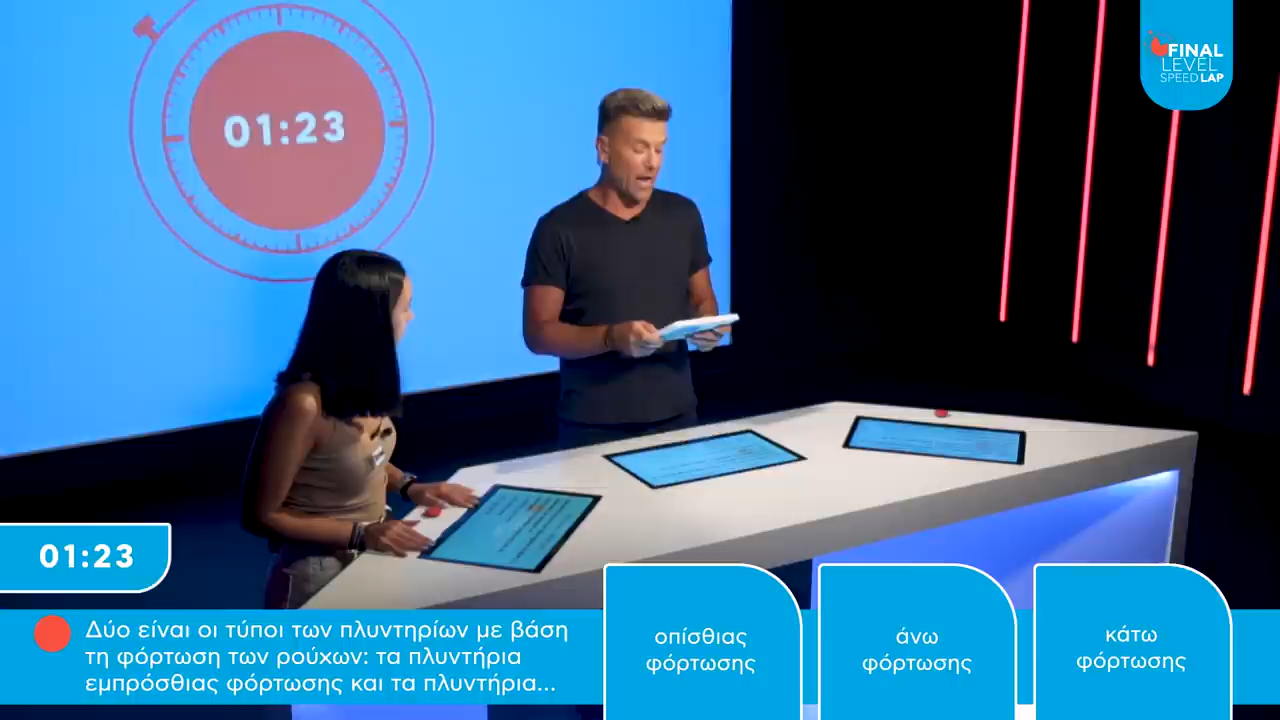 01:23
FINAL
LEVEL
SPEED LAP
01:23
Δύο είναι οι τύποι των πλυντηρίων με βάση
τη φόρτωση των ρούχων: τα πλυντήρια
εμπρόσθιας φόρτωσης και τα πλυντήρια...
οπίσθιας
φόρτωσης
άνω
φόρτωσης
κάτω
φόρτωσης